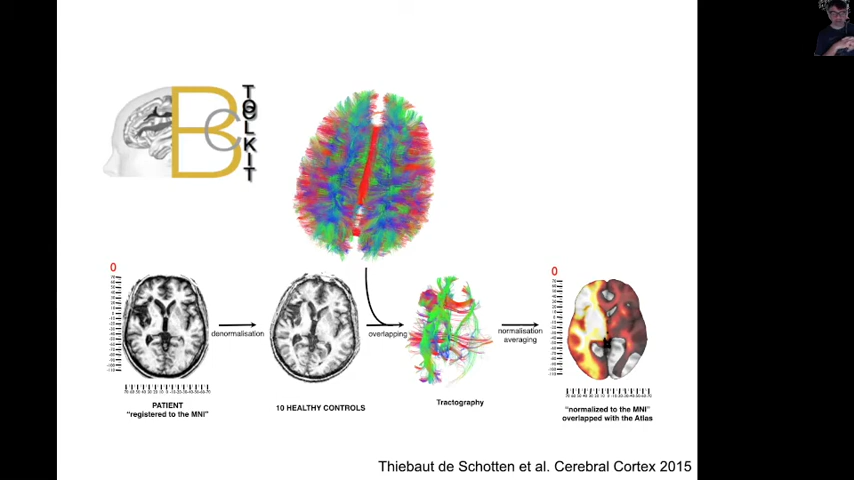 BC
TOOLKIT
0
denormalisation
overlapping
normalisation
averaging
0
PATIENT
"registered to the MNI"
10 HEALTHY CONTROLS
Tractography
"normalized to the MNI"
overlapped with the Atlas
Thiebaut de Schotten et al. Cerebral Cortex 2015